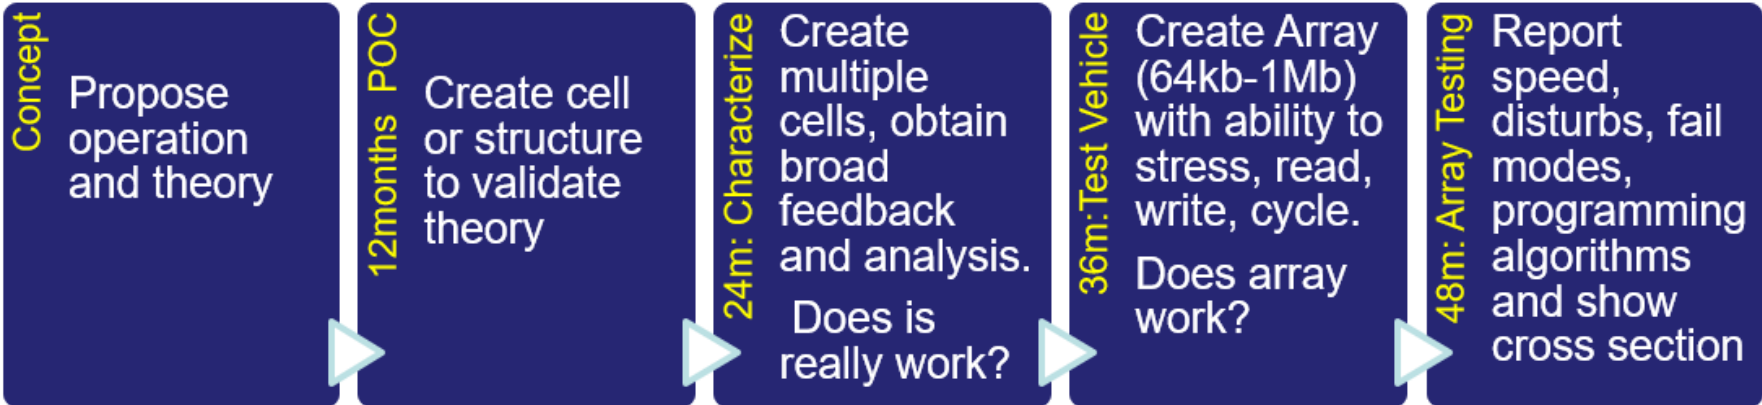 Concept
Propose
operation
and theory
12months POC
Create cell
or structure
to validate
theory
24m: Characterize
Create
multiple
cells, obtain
broad
feedback
and analysis.
Does is
really work?
36m:Test Vehicle
Create Array
(64kb-1Mb)
with ability to
stress, read,
write, cycle.
Does array
work?
48m: Array Testing
Report
speed,
disturbs, fail
modes,
programming
algorithms
and show
cross section